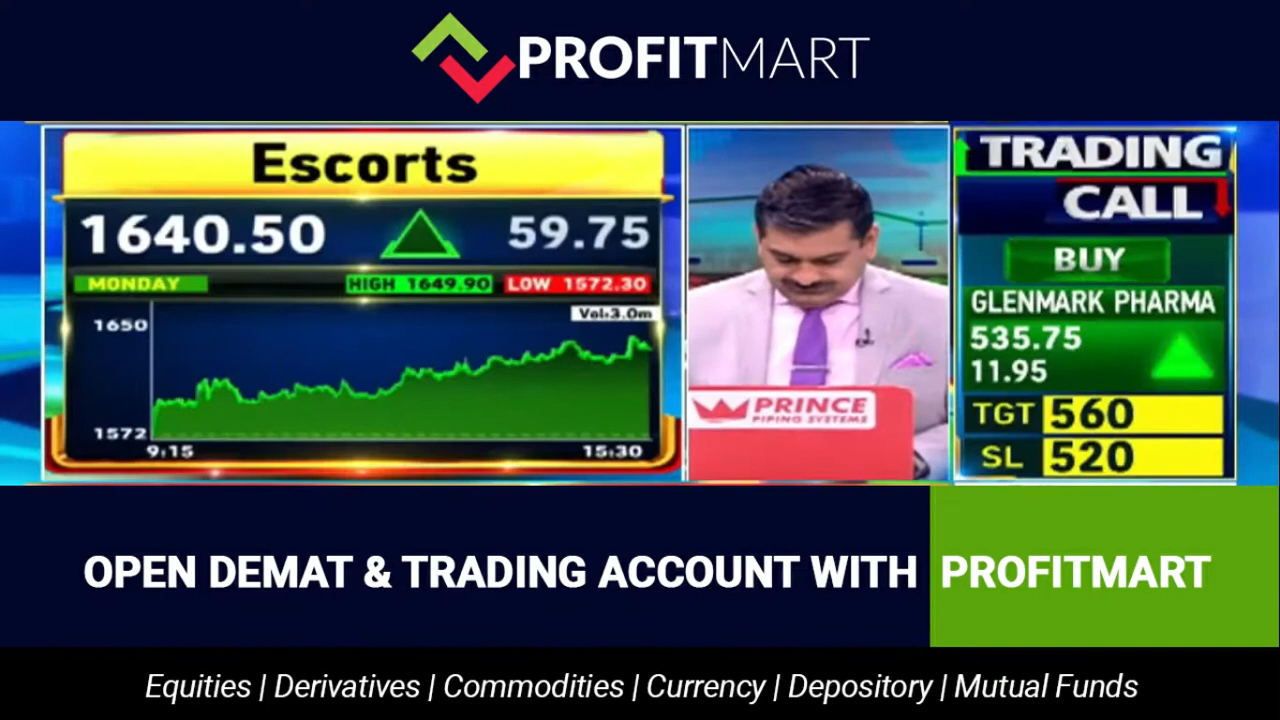 PROFITMART
Escorts
1640.50 59.75
MONDAY HIGH 1649.90 LOW 1572.30
Vol:3.0m
1650
1572
9:15 15:30
PRINCE
PIPING SYSTEMS
TRADING
CALL
BUY
GLENMARK PHARMA
535.75
11.95
TGT 560
SL 520
OPEN DEMAT & TRADING ACCOUNT WITH PROFITMART
Equities | Derivatives | Commodities | Currency | Depository | Mutual Funds